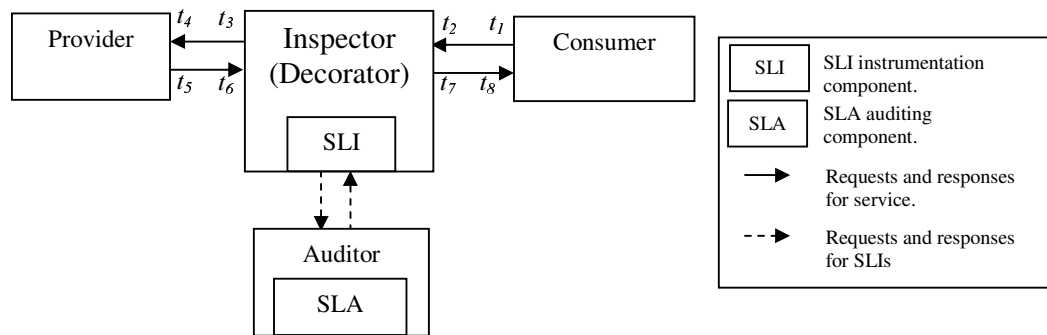 Provider
t4 t3
t5 t6
Inspector
(Decorator)
SLI
t2 t1
t7 t8
Consumer
Auditor
SLA
SLI
SLI instrumentation
component.
SLA
SLA auditing
component.
Requests and responses
for service.
Requests and responses
for SLIs